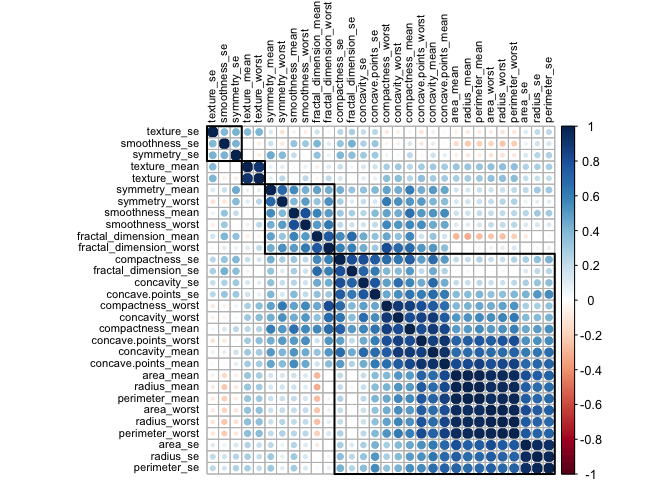 texture_se
smoothness_se
symmetry_se
texture_mean
texture_worst
symmetry_mean
symmetry_worst
smoothness_mean
smoothness_worst
fractal_dimension_mean
fractal_dimension_worst
compactness_se
fractal_dimension_se
concavity_se
concave.points_se
compactness_worst
concavity_worst
compactness_mean
concave.points_worst
concavity_mean
concave.points_mean
area_mean
radius_mean
perimeter_mean
area_worst
radius_worst
perimeter_worst
area_se
radius_se
perimeter_se
texture_se
smoothness_se
symmetry_se
texture_mean
texture_worst
symmetry_mean
symmetry_worst
smoothness_mean
smoothness_worst
fractal_dimension_mean
fractal_dimension_worst
compactness_se
fractal_dimension_se
concavity_se
concave.points_se
compactness_worst
concavity_worst
compactness_mean
concave.points_worst
concavity_mean
concave.points_mean
area_mean
radius_mean
perimeter_mean
area_worst
radius_worst
perimeter_worst
area_se
radius_se
perimeter_se
1
0.8
0.6
0.4
0.2
0
-0.2
-0.4
-0.6
-0.8
-1